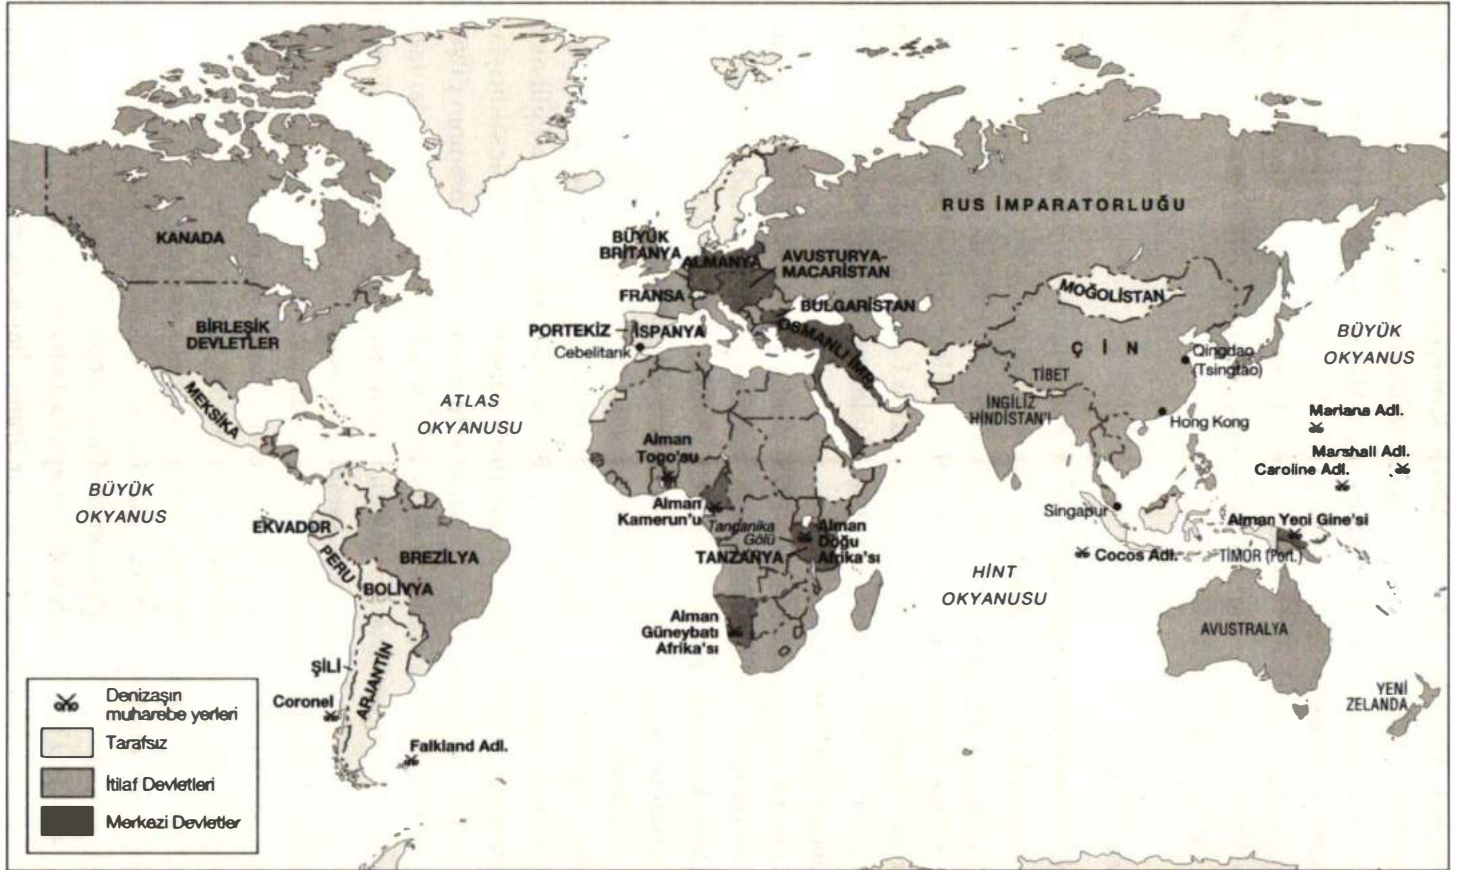 RUS İMPARATORLUĞU
KANADA
BÜYÜK
BRİTANYA
ALMANYA
AVUSTURYA-
MACARİSTAN
MOĞOLİSTAN
FRANSA
BULGARİSTAN
BİRLEŞİK
DEVLETLER
PORTEKİZ
İSPANYA
OSMANLI İMP.
Cebelitarık
ÇİN
Qingdao
(Tsingtao)
BÜYÜK
OKYANUS
TİBET
MEKSİKA
ATLAS
OKYANUSU
İNGİLİZ
HİNDİSTAN'I
Hong Kong
Mariana Adl.
Alman
Togo'su
Marshall Adl.
Caroline Adl.
BÜYÜK
OKYANUS
Alman
Kamerun'u
Singapur
Alman Yeni Gine'si
EKVADOR
Tanganika
Gölü
Alman
Doğu
Afrika'sı
BREZİLYA
TANZANYA
Cocos Adl.
TİMOR (Port.)
PERU
BOLİVYA
HİNT
OKYANUSU
Alman
Güneybatı
Afrika'sı
AVUSTRALYA
ŞİLİ
ARJANTİN
YENİ
ZELANDA
Coronel
Falkland Adl.
Denizaşırı
muharebe yerleri
Tarafsız
İtilaf Devletleri
Merkezi Devletler